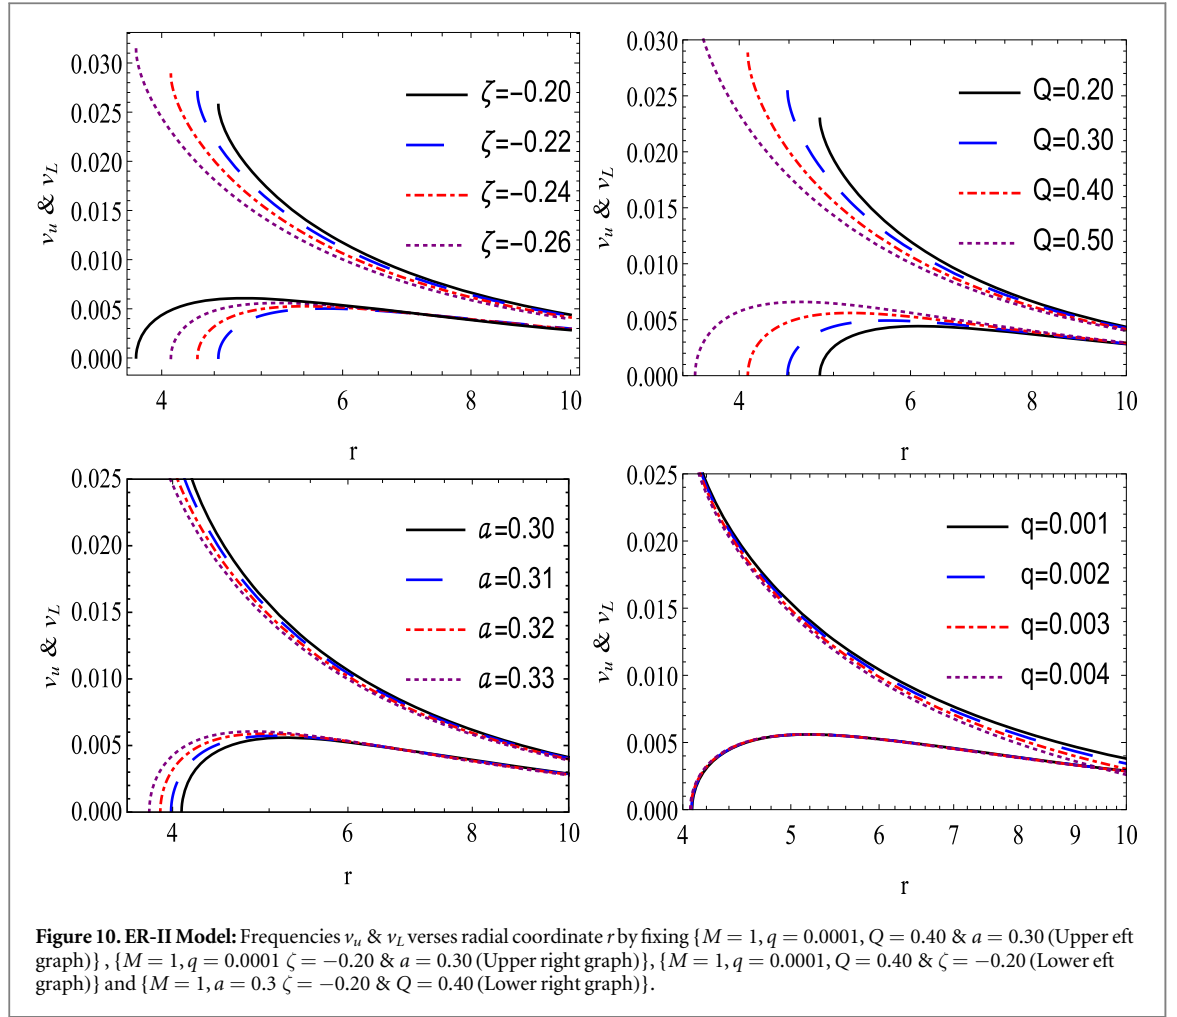 0.030
0.025
0.020
0.015
0.010
0.005
0.000
ν_u & ν_L
ζ=−0.20
ζ=−0.22
ζ=−0.24
ζ=−0.26
4 6 10
r
0.030
0.025
0.020
0.015
0.010
0.005
0.000
ν_u & ν_L
Q=0.20
Q=0.30
Q=0.40
Q=0.50
4 6 10
r
0.025
0.020
0.015
0.010
0.005
0.000
ν_u & ν_L
a=0.30
a=0.31
a=0.32
a=0.33
4 6 10
r
0.025
0.020
0.015
0.010
0.005
0.000
ν_u & ν_L
q=0.001
q=0.002
q=0.003
q=0.004
4 5 6 7 8 9 10
r
Figure 10. ER-II Model: Frequencies ν_u & ν_L verses radial coordinate r by fixing {M = 1, q = 0.0001, Q = 0.40 & a = 0.30 (Upper eft
graph)} , {M = 1, q = 0.0001 ζ = −0.20 & a = 0.30 (Upper right graph)}, {M = 1, q = 0.0001, Q = 0.40 & ζ = −0.20 (Lower eft
graph)} and {M = 1, a = 0.3 ζ = −0.20 & Q = 0.40 (Lower right graph)}.